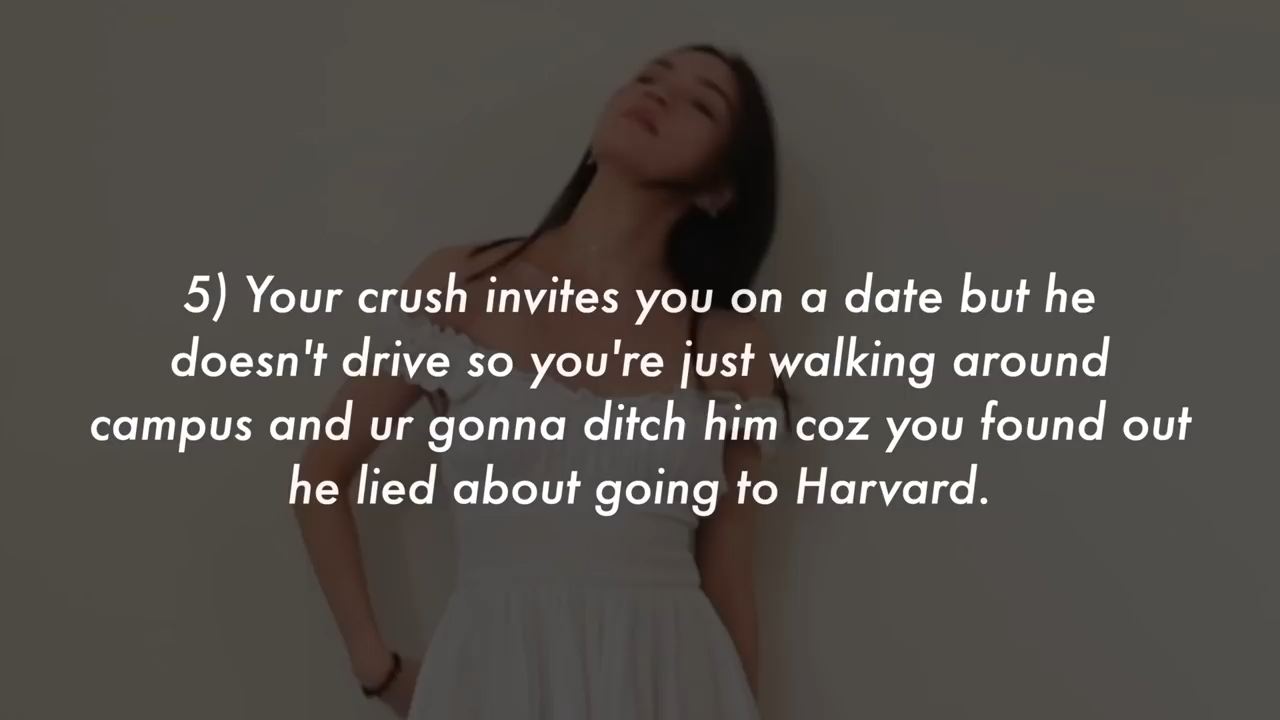 5) Your crush invites you on a date but he
doesn't drive so you're just walking around
campus and ur gonna ditch him coz you found out
he lied about going to Harvard.